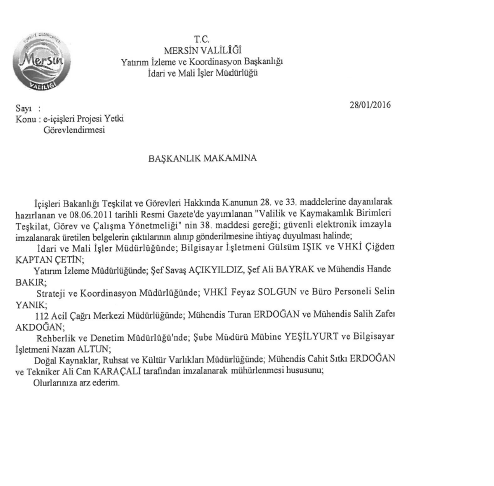 T.C.
MERSİN VALİLİĞİ
Yatırım İzleme ve Koordinasyon Başkanlığı
İdari ve Mali İşler Müdürlüğü
Mersin
VALİLİĞİ
28/01/2016
Sayı :
Konu : e-içişleri Projesi Yetki
Görevlendirmesi
BAŞKANLIK MAKAMINA
İçişleri Bakanlığı Teşkilat ve Görevleri Hakkında Kanunun 28. ve 33. maddelerine dayanılarak
hazırlanan ve 08.06.2011 tarihli Resmi Gazete'de yayımlanan "Valilik ve Kaymakamlık Birimleri
Teşkilat, Görev ve Çalışma Yönetmeliği" nin 38. maddesi gereği; güvenli elektronik imzayla
imzalanarak üretilen belgelerin çıktılarının alınıp gönderilmesine ihtiyaç duyulması halinde;
İdari ve Mali İşler Müdürlüğünde; Bilgisayar İşletmeni Gülsüm IŞIK ve VHKİ Çiğden
KAPTAN ÇETİN;
Yatırım İzleme Müdürlüğünde; Şef Savaş AÇIKYILDIZ, Şef Ali BAYRAK ve Mühendis Hande
BAKIR;
Strateji ve Koordinasyon Müdürlüğünde; VHKİ Feyaz SOLGUN ve Büro Personeli Selin
YANIK;
112 Acil Çağrı Merkezi Müdürlüğünde; Mühendis Turan ERDOĞAN ve Mühendis Salih Zafer
AKDOĞAN;
Rehberlik ve Denetim Müdürlüğü'nde; Şube Müdürü Mübine YEŞİLYURT ve Bilgisayar
İşletmeni Nazan ALTUN;
Doğal Kaynaklar, Ruhsat ve Kültür Varlıkları Müdürlüğünde; Mühendis Cahit Sıtkı ERDOĞAN
ve Tekniker Ali Can KARAÇALI tarafından imzalanarak mühürlenmesi hususunu;
Olurlarınıza arz ederim.